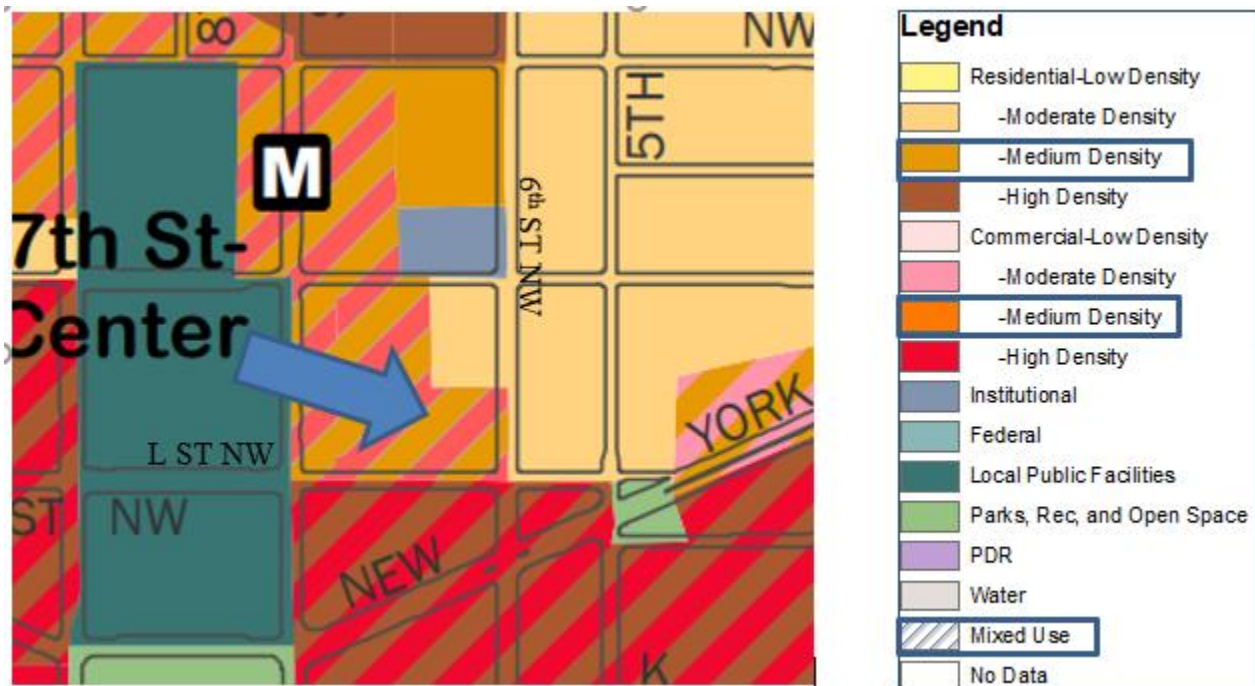 8
S
NW
5TH
M
6th ST NW
7th St-
Center
YORK
L ST NW
ST
NW
NEW
K
Legend
Residential-Low Density
-Moderate Density
-Medium Density
-High Density
Commercial-Low Density
-Moderate Density
-Medium Density
-High Density
Institutional
Federal
Local Public Facilities
Parks, Rec, and Open Space
PDR
Water
Mixed Use
No Data